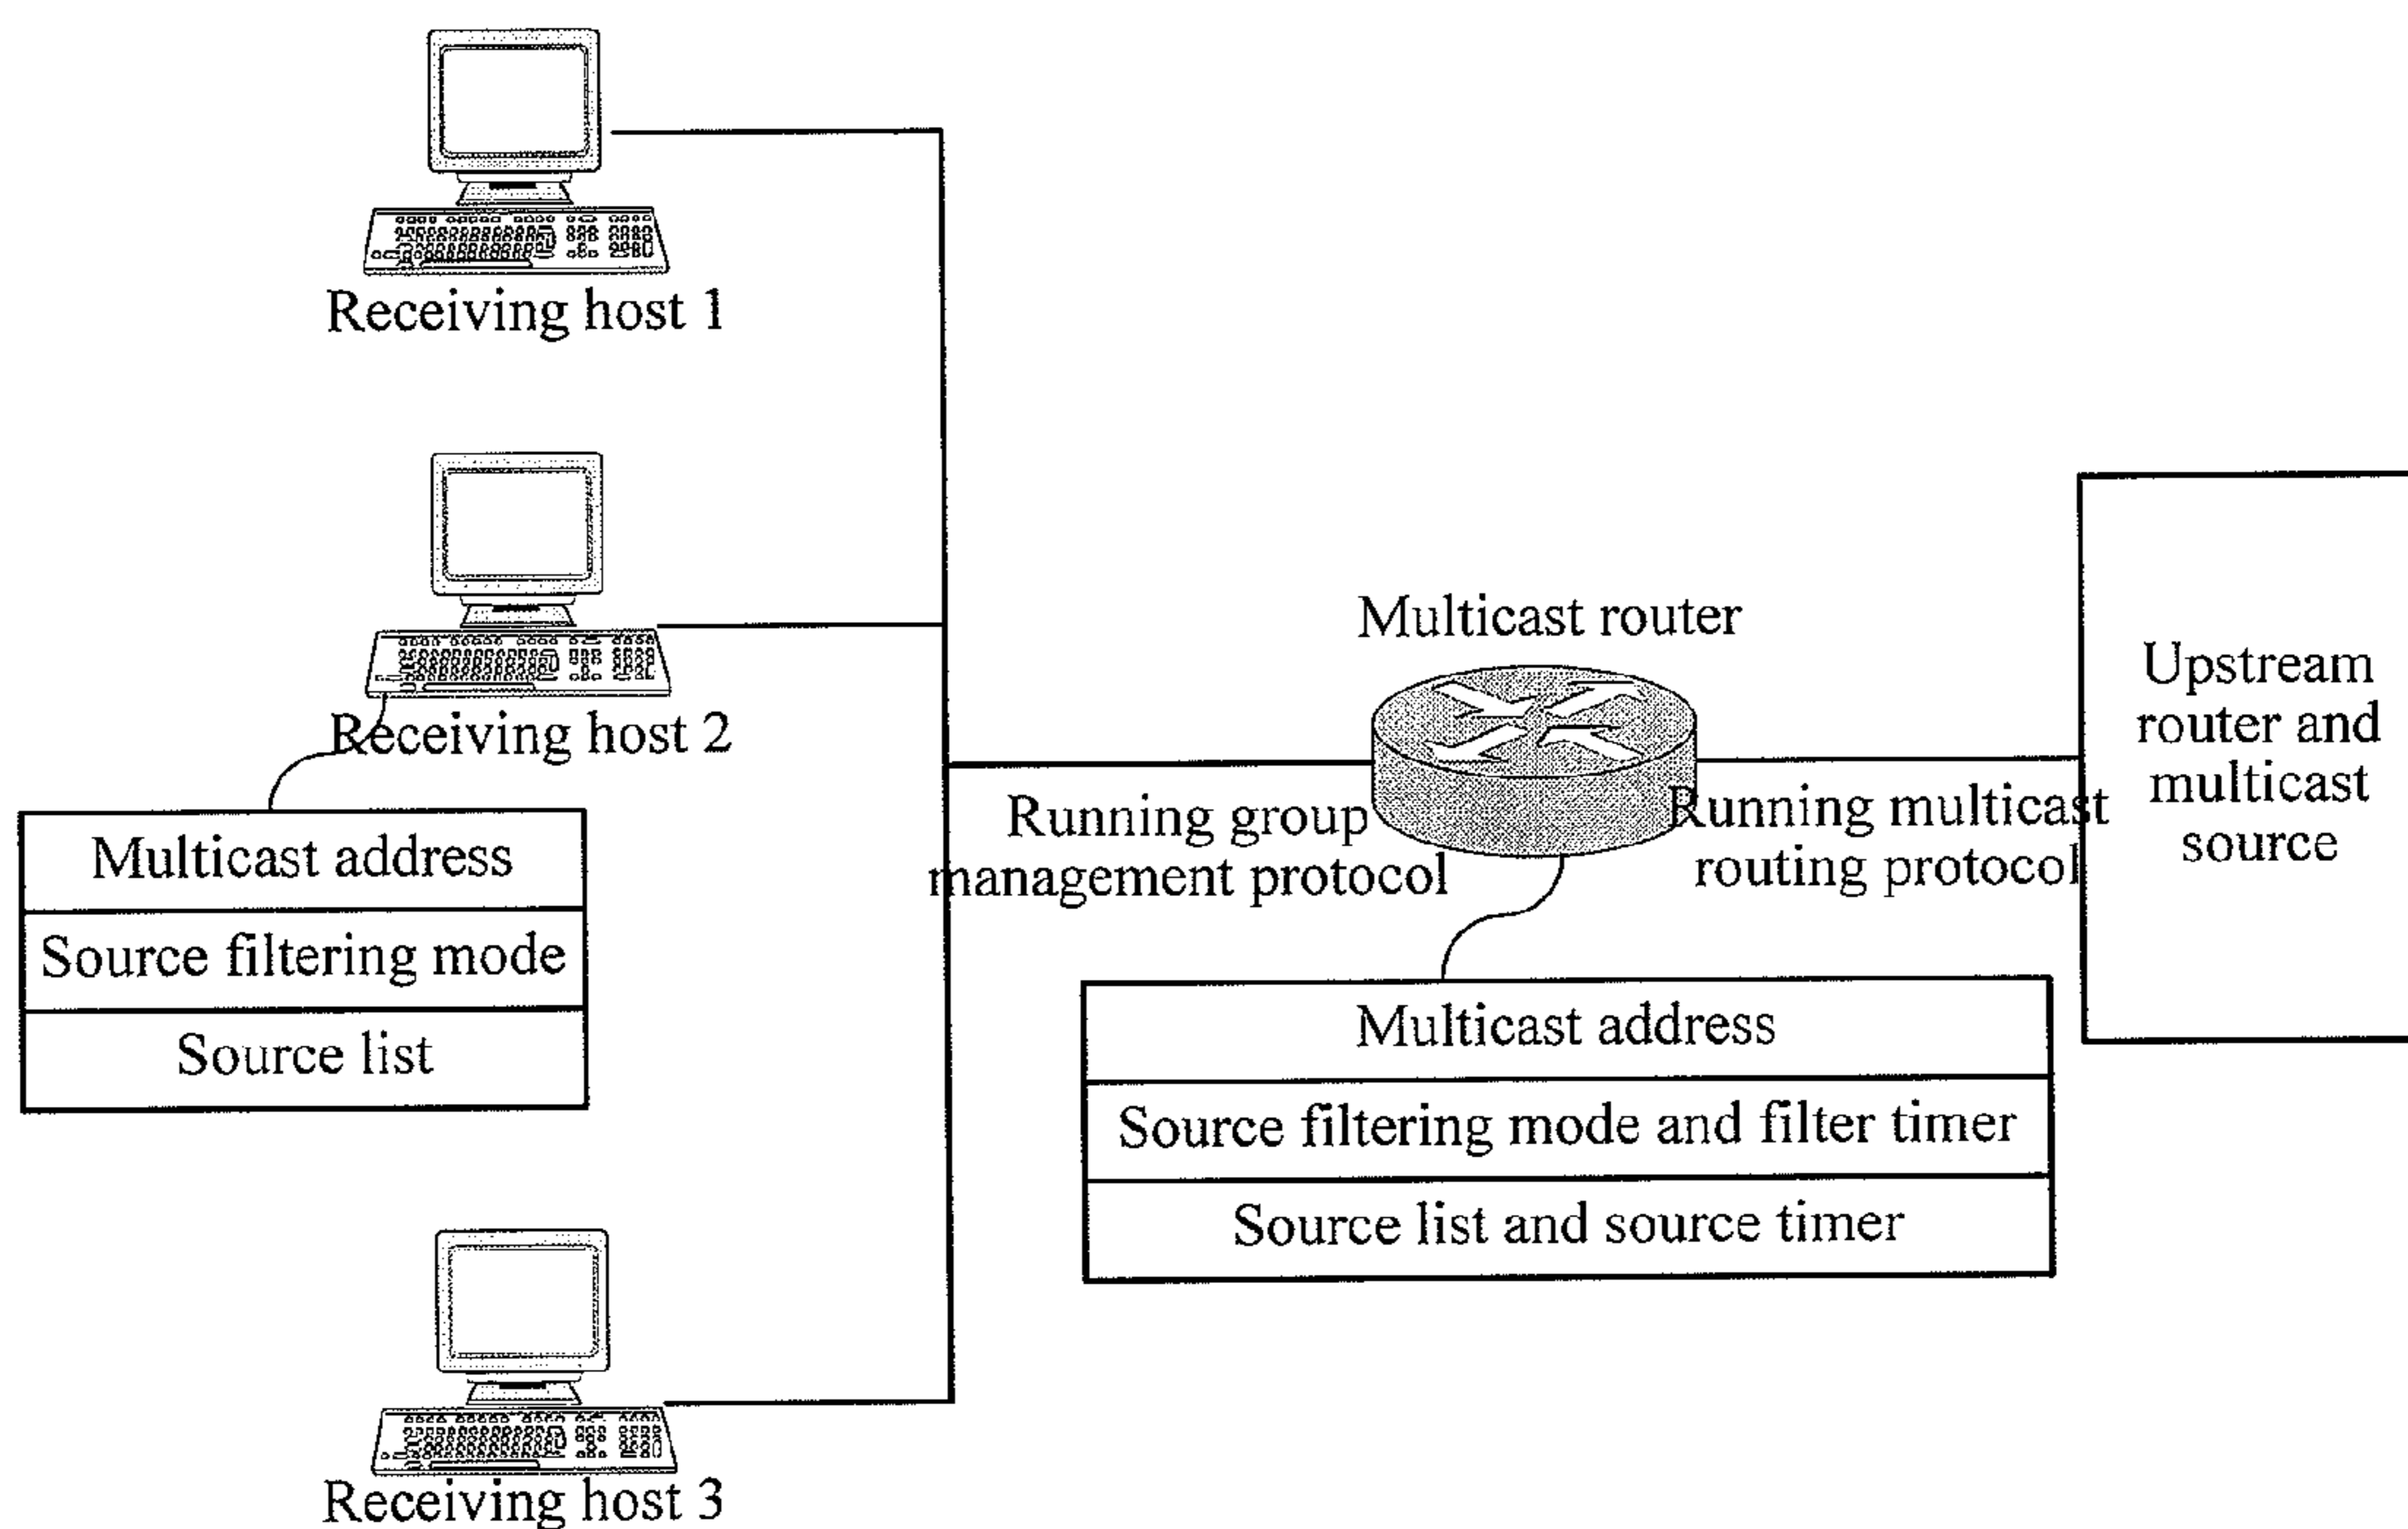 Receiving host 1
Receiving host 2
Multicast address
Source filtering mode
Source list
Receiving host 3
Multicast router
Running group
management protocol
Running multicast
routing protocol
Multicast address
Source filtering mode and filter timer
Source list and source timer
Upstream
router and
multicast
source